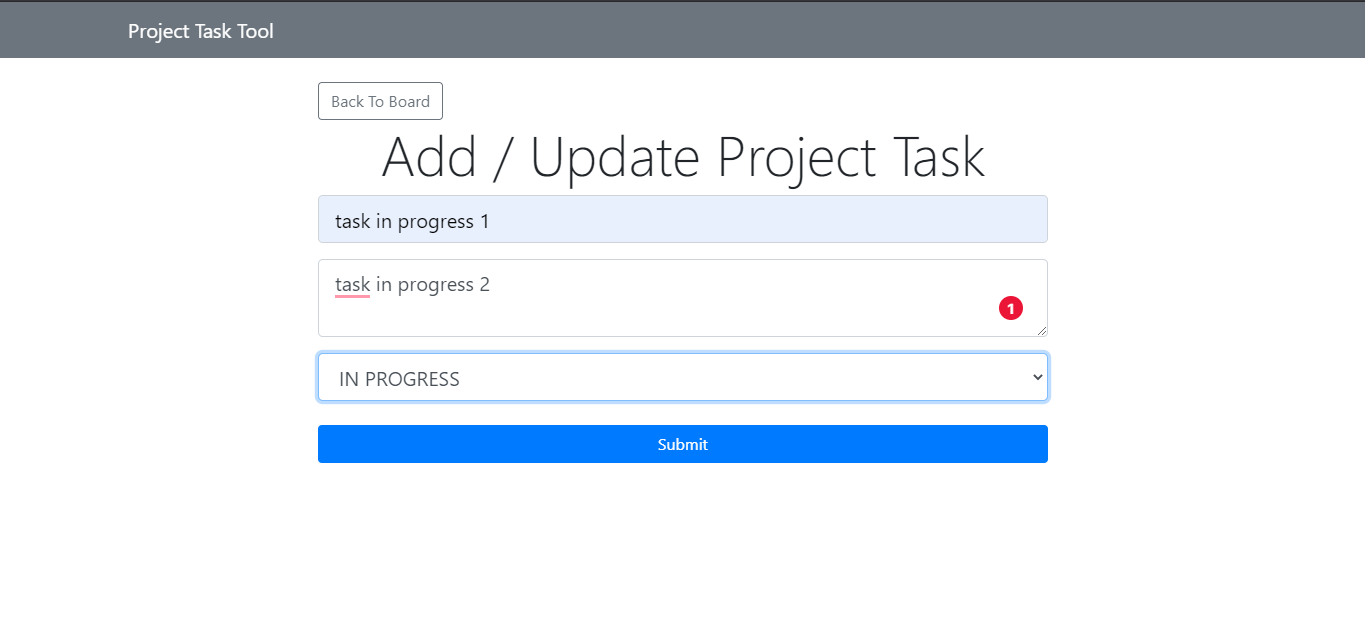 Project Task Tool
Back To Board
Add / Update Project Task
task in progress 1
task in progress 2
1
IN PROGRESS
Submit